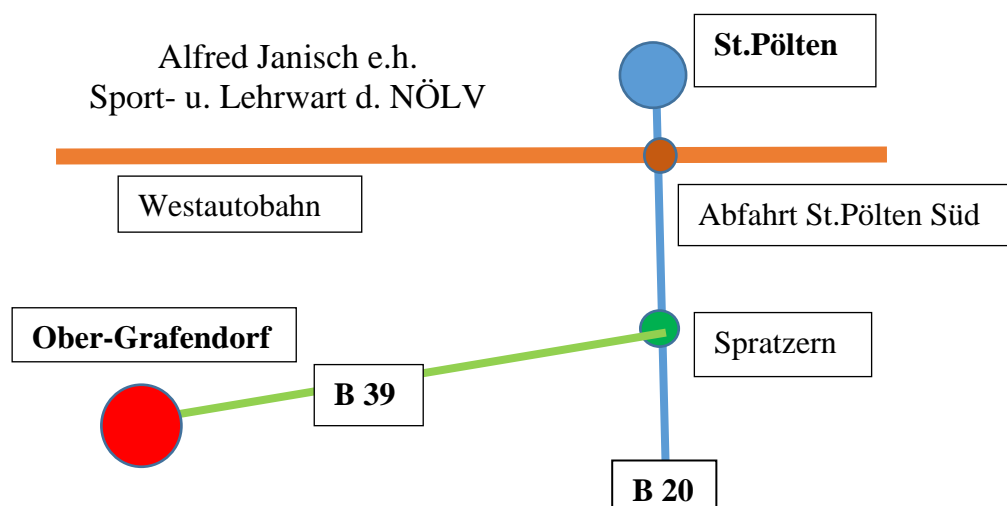 Alfred Janisch e.h.
Sport- u. Lehrwart d. NÖLV
St.Pölten
Westautobahn
Abfahrt St.Pölten Süd
Ober-Grafendorf
Spratzern
B 39
B 20